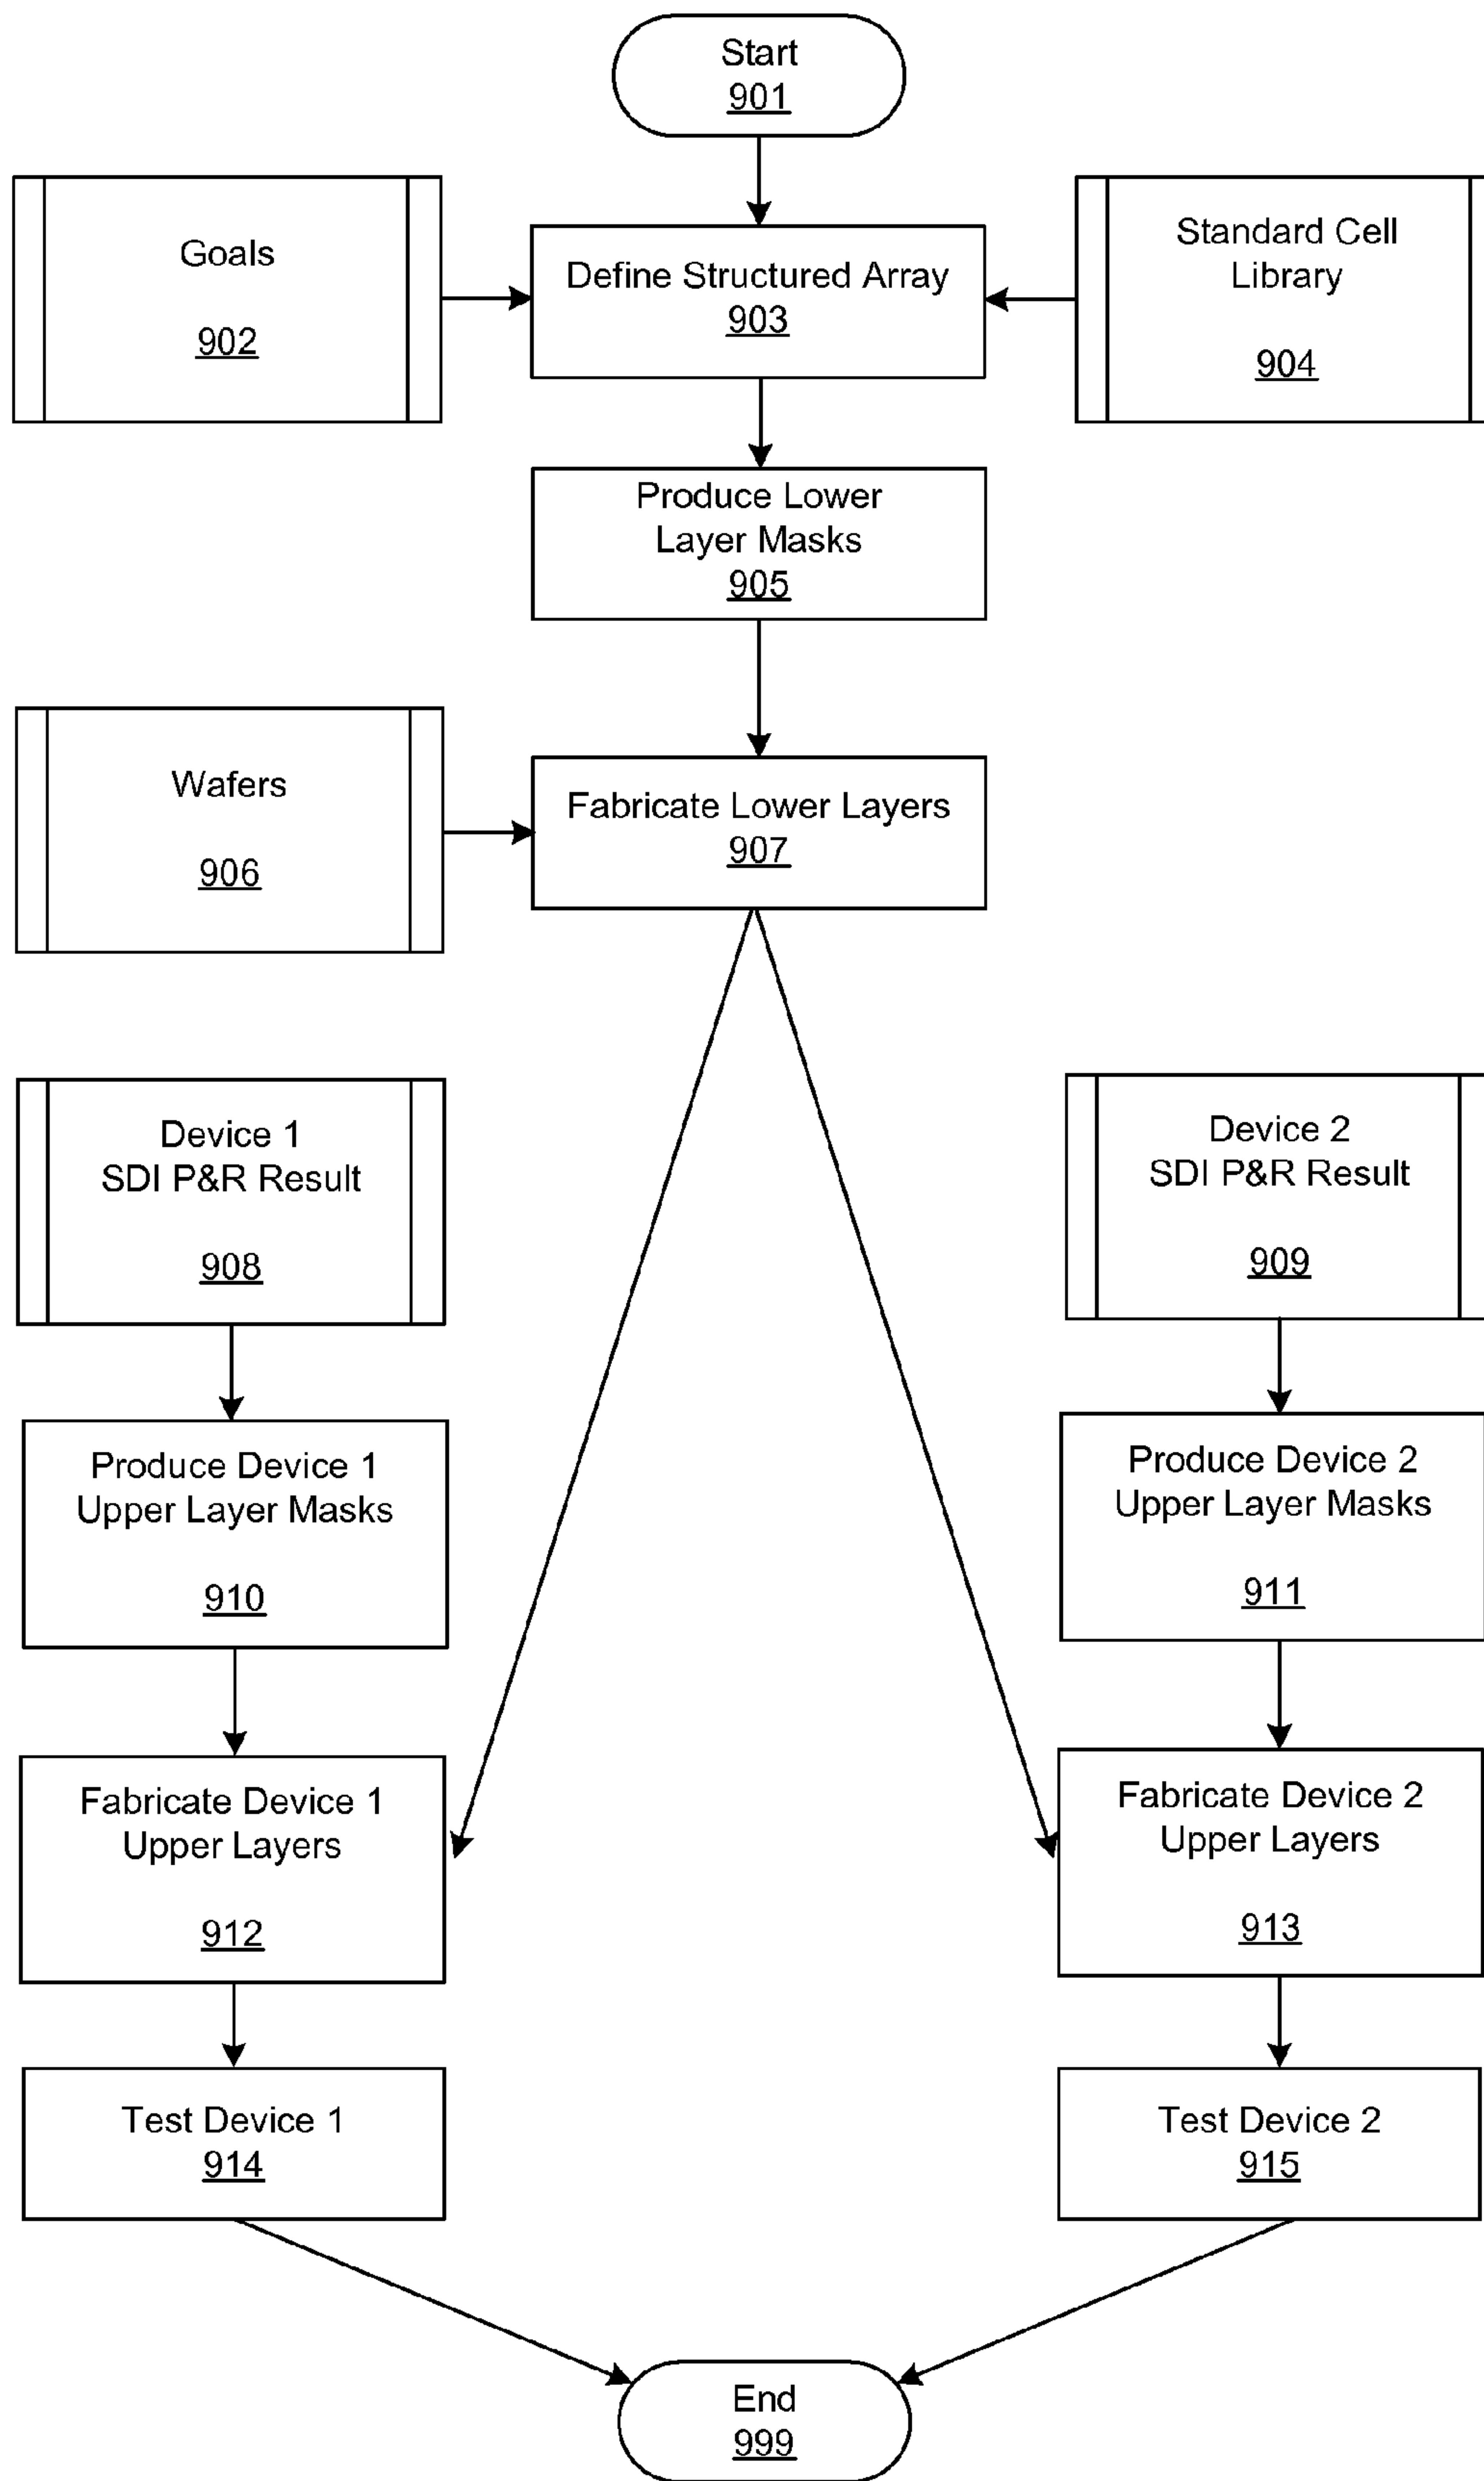 Start
901
Goals
902
Define Structured Array
903
Standard Cell
Library
904
Produce Lower
Layer Masks
905
Wafers
906
Fabricate Lower Layers
907
Device 1
SDI P&R Result
908
Device 2
SDI P&R Result
909
Produce Device 1
Upper Layer Masks
910
Produce Device 2
Upper Layer Masks
911
Fabricate Device 1
Upper Layers
912
Fabricate Device 2
Upper Layers
913
Test Device 1
914
Test Device 2
915
End
999